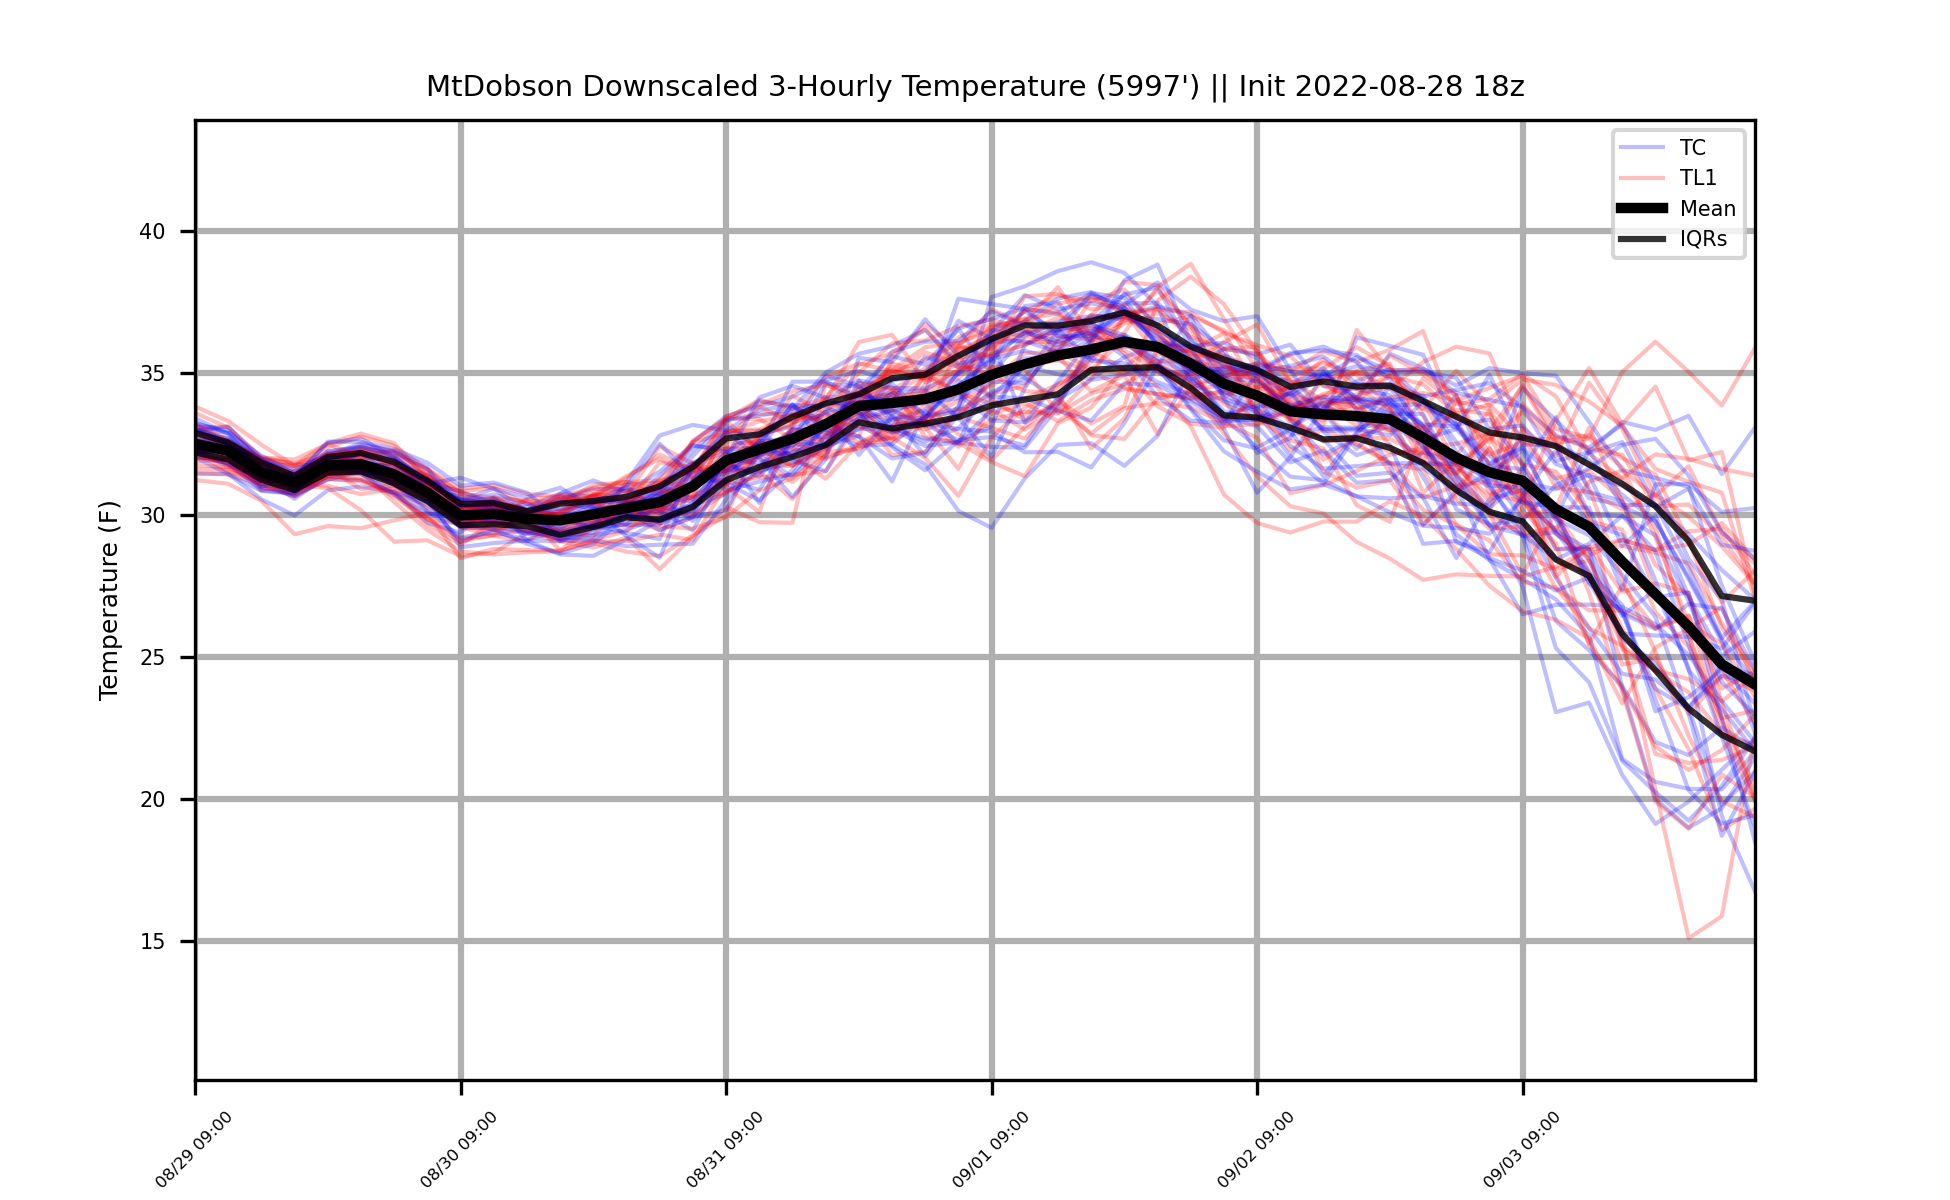 MtDobson Downscaled 3-Hourly Temperature (5997') || Init 2022-08-28 18z
TC
TL1
Mean
IQRs
Temperature (F)
40
35
30
25
20
15
08/29 09:00
08/30 09:00
08/31 09:00
09/01 09:00
09/02 09:00
09/03 09:00